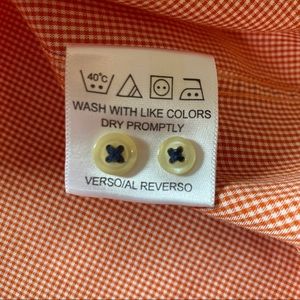 40°C
WASH WITH LIKE COLORS
DRY PROMPTLY
VERSO/AL REVERSO